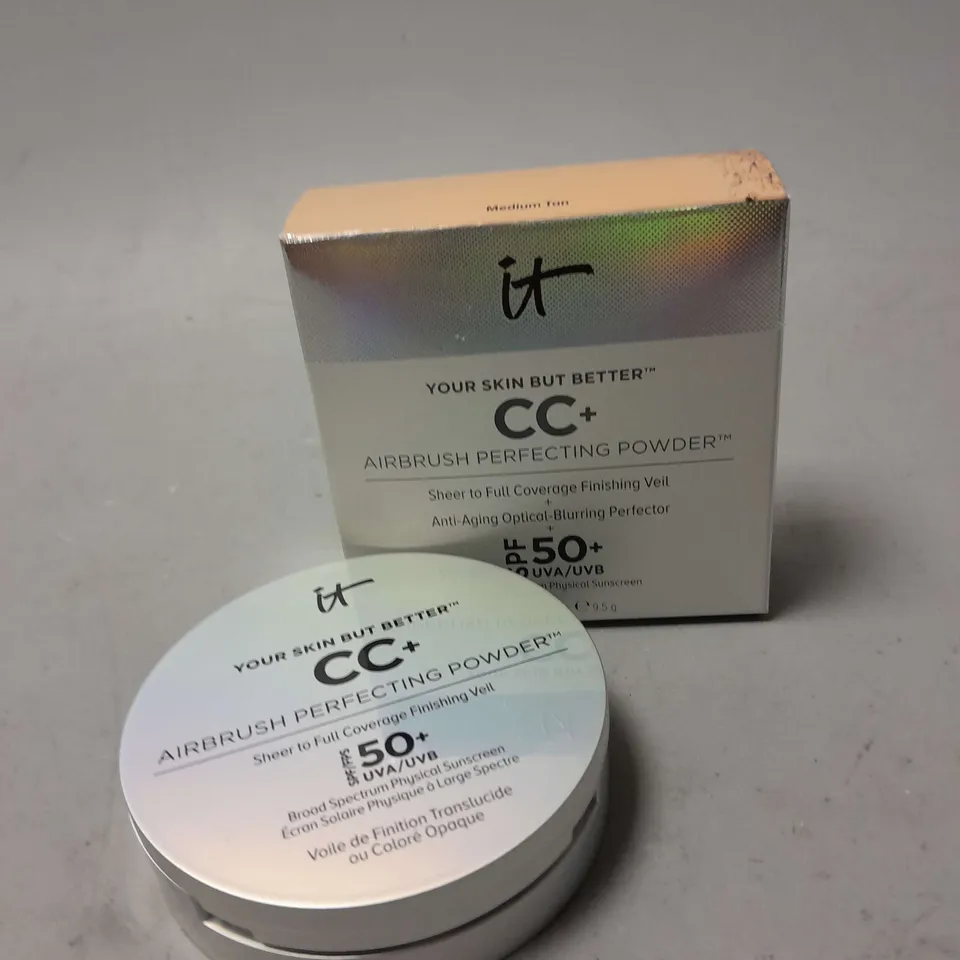 Medium Tan
it
YOUR SKIN BUT BETTER™
CC+
AIRBRUSH PERFECTING POWDER™
Sheer to Full Coverage Finishing Veil
+
Anti-Aging Optical-Blurring Perfector
+
SPF 50+
UVA/UVB
Physical Sunscreen
9.5 g
it
YOUR SKIN BUT BETTER™
CC+
AIRBRUSH PERFECTING POWDER™
Sheer to Full Coverage Finishing Veil
SPF/FPS 50+
UVA/UVB
Broad Spectrum Physical Sunscreen
Écran Solaire Physique à Large Spectre
Voile de Finition Translucide
ou Coloré Opaque